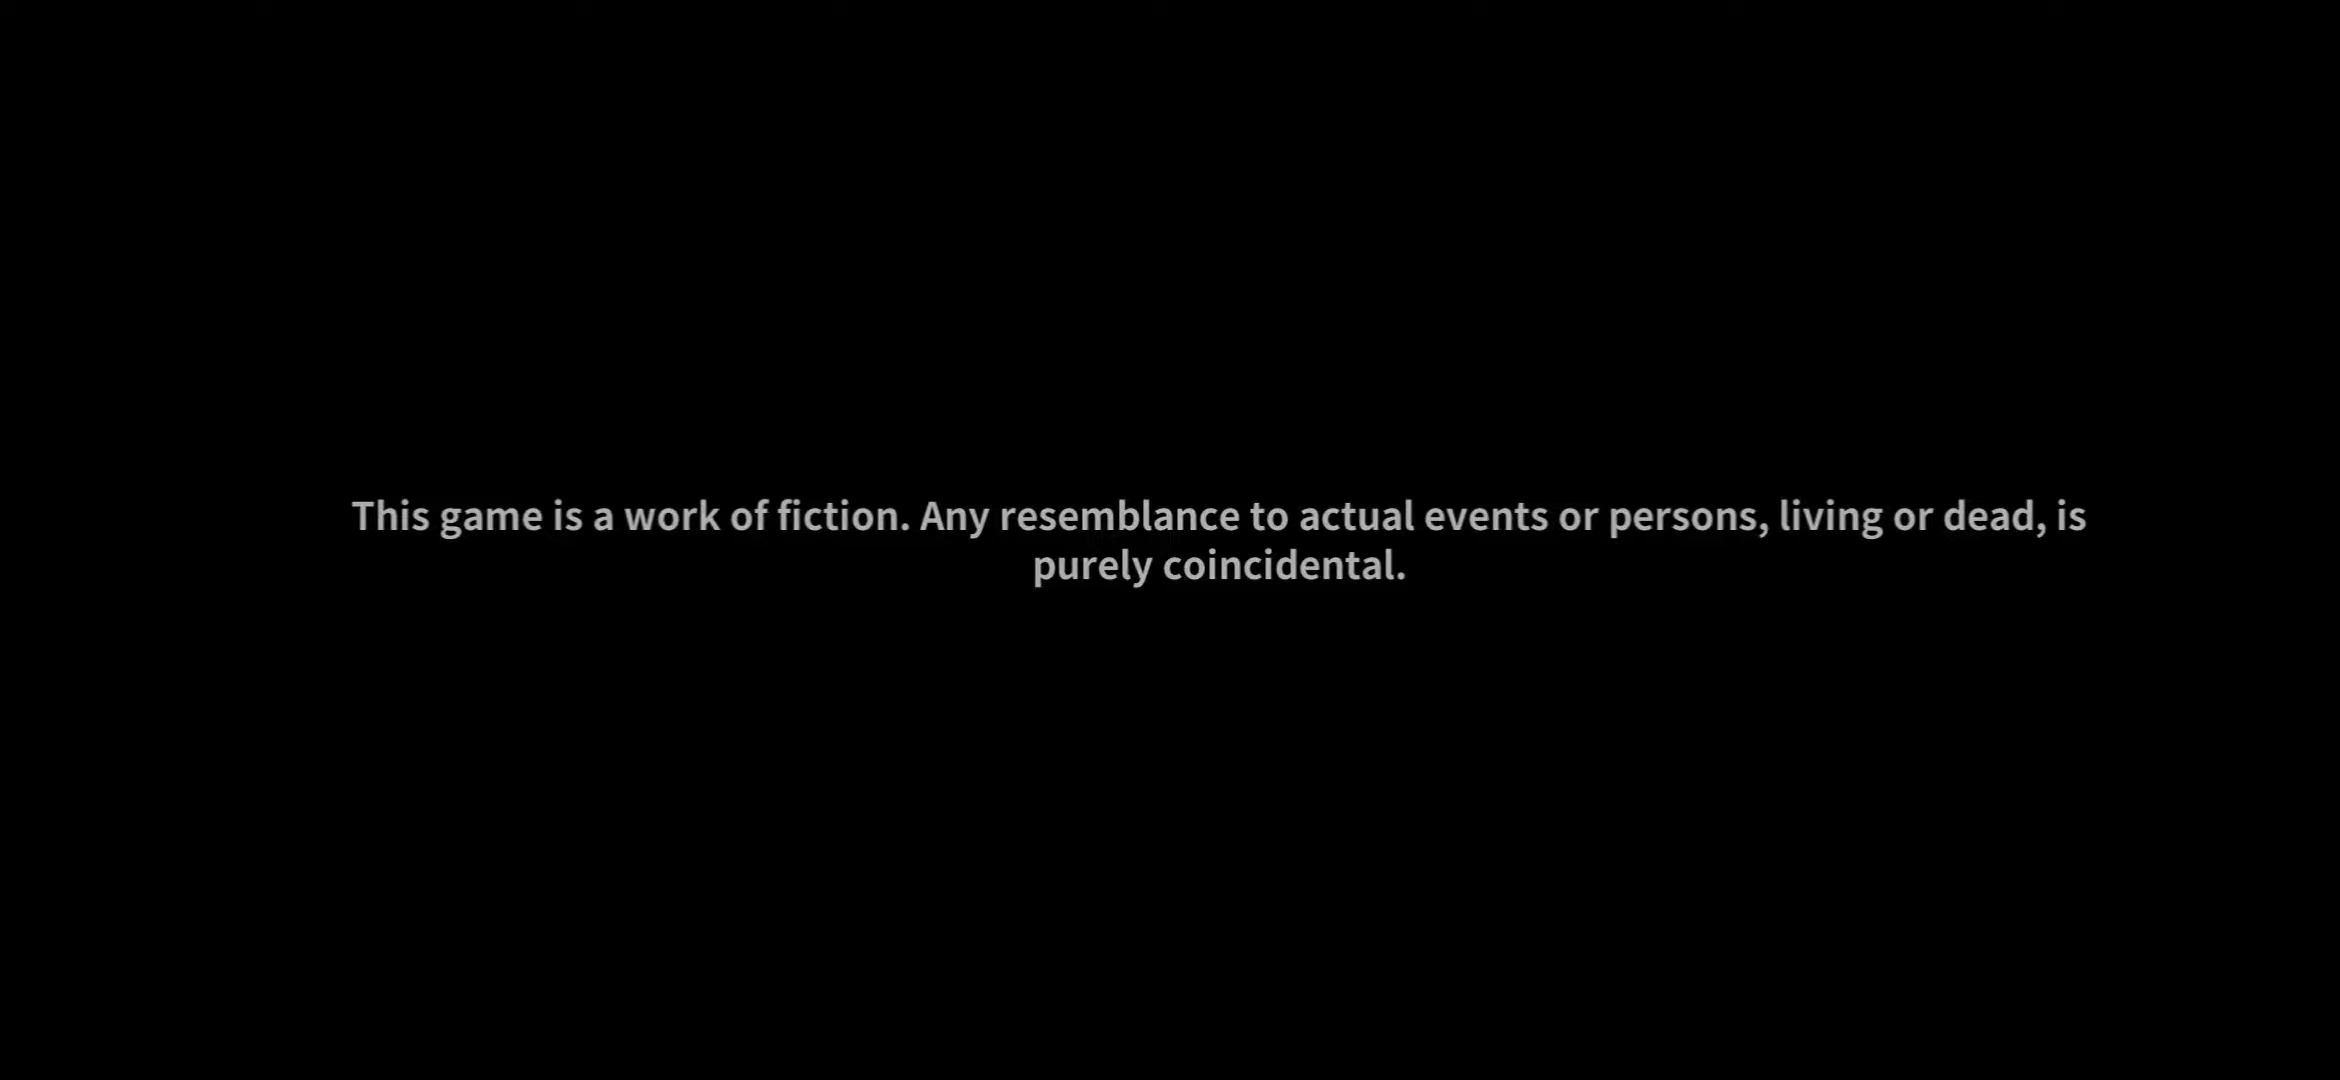 This game is a work of fiction. Any resemblance to actual events or persons, living or dead, is
purely coincidental.